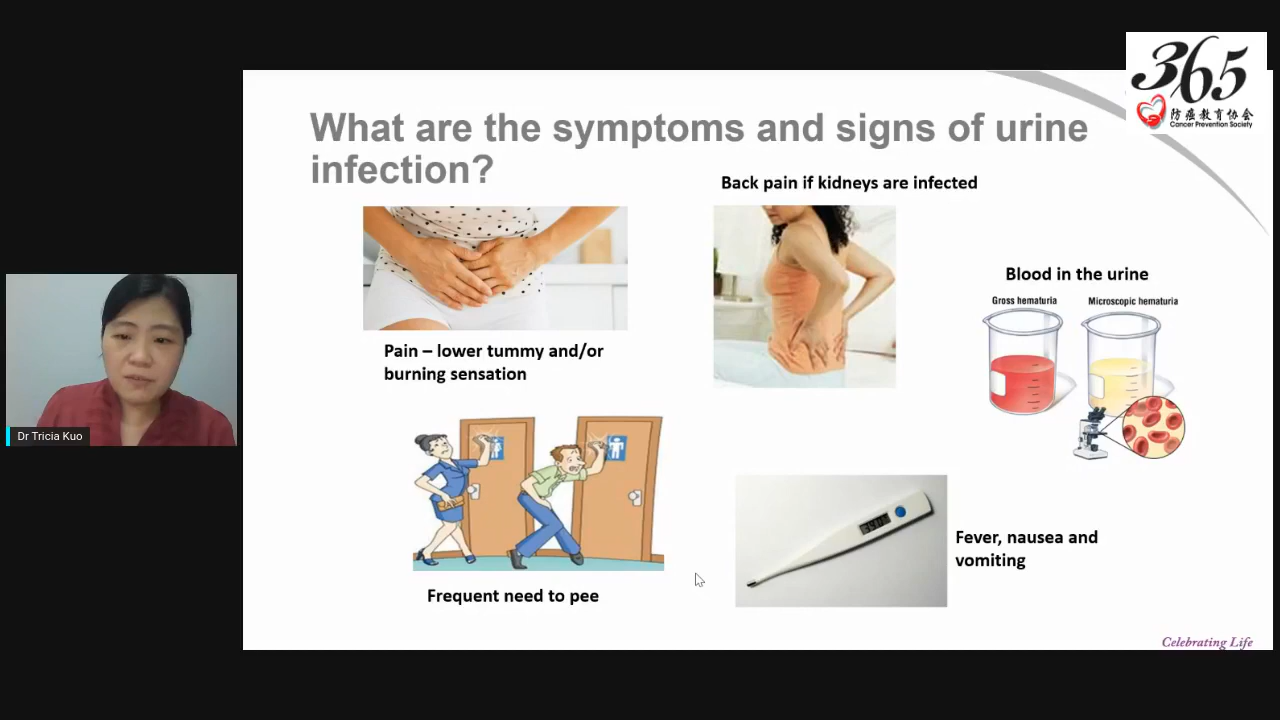 365
防癌教育协会
Cancer Prevention Society
What are the symptoms and signs of urine
infection?
Back pain if kidneys are infected
Blood in the urine
Gross hematuria
Microscopic hematuria
Pain – lower tummy and/or
burning sensation
Dr Tricia Kuo
Fever, nausea and
vomiting
Frequent need to pee
Celebrating Life